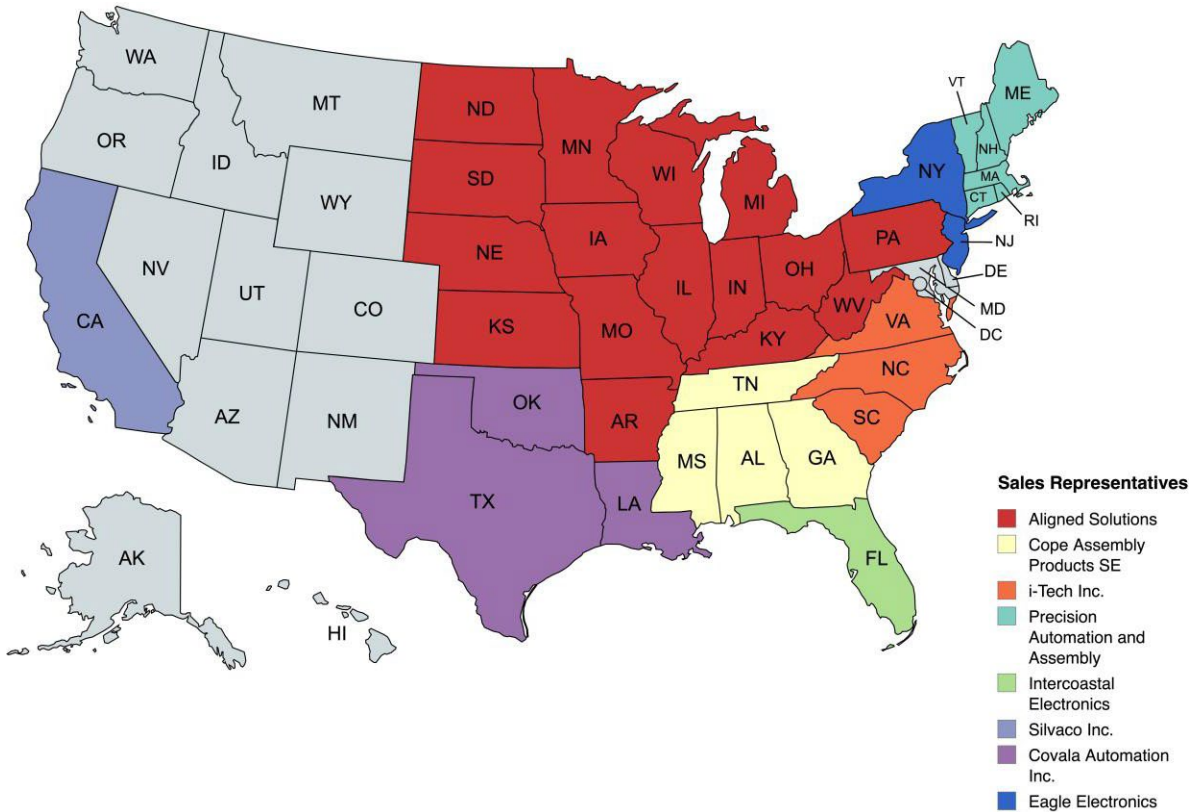 WA
MT
ND
MN
VT
ME
OR
ID
SD
WI
NY
NH
WY
MI
MA
CT
RI
NE
IA
PA
NJ
NV
UT
CO
IL
IN
OH
DE
MD
DC
CA
KS
MO
WV
VA
KY
AZ
NM
OK
AR
TN
NC
SC
MS
AL
GA
TX
LA
FL
AK
HI
Sales Representatives
Aligned Solutions
Cope Assembly
Products SE
i-Tech Inc.
Precision
Automation and
Assembly
Intercoastal
Electronics
Silvaco Inc.
Covala Automation
Inc.
Eagle Electronics